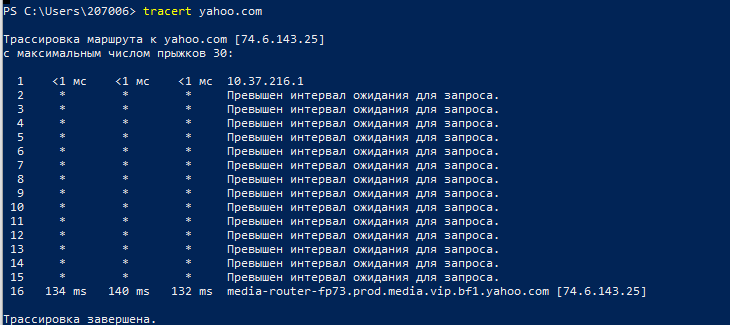 PS C:\Users\207006> tracert yahoo.com
Трассировка маршрута к yahoo.com [74.6.143.25]
с максимальным числом прыжков 30:
1 <1 мс <1 мс <1 мс 10.37.216.1
2 * * * Превышен интервал ожидания для запроса.
3 * * * Превышен интервал ожидания для запроса.
4 * * * Превышен интервал ожидания для запроса.
5 * * * Превышен интервал ожидания для запроса.
6 * * * Превышен интервал ожидания для запроса.
7 * * * Превышен интервал ожидания для запроса.
8 * * * Превышен интервал ожидания для запроса.
9 * * * Превышен интервал ожидания для запроса.
10 * * * Превышен интервал ожидания для запроса.
11 * * * Превышен интервал ожидания для запроса.
12 * * * Превышен интервал ожидания для запроса.
13 * * * Превышен интервал ожидания для запроса.
14 * * * Превышен интервал ожидания для запроса.
15 * * * Превышен интервал ожидания для запроса.
16 134 ms 140 ms 132 ms media-router-fp73.prod.media.vip.bf1.yahoo.com [74.6.143.25]
Трассировка завершена.